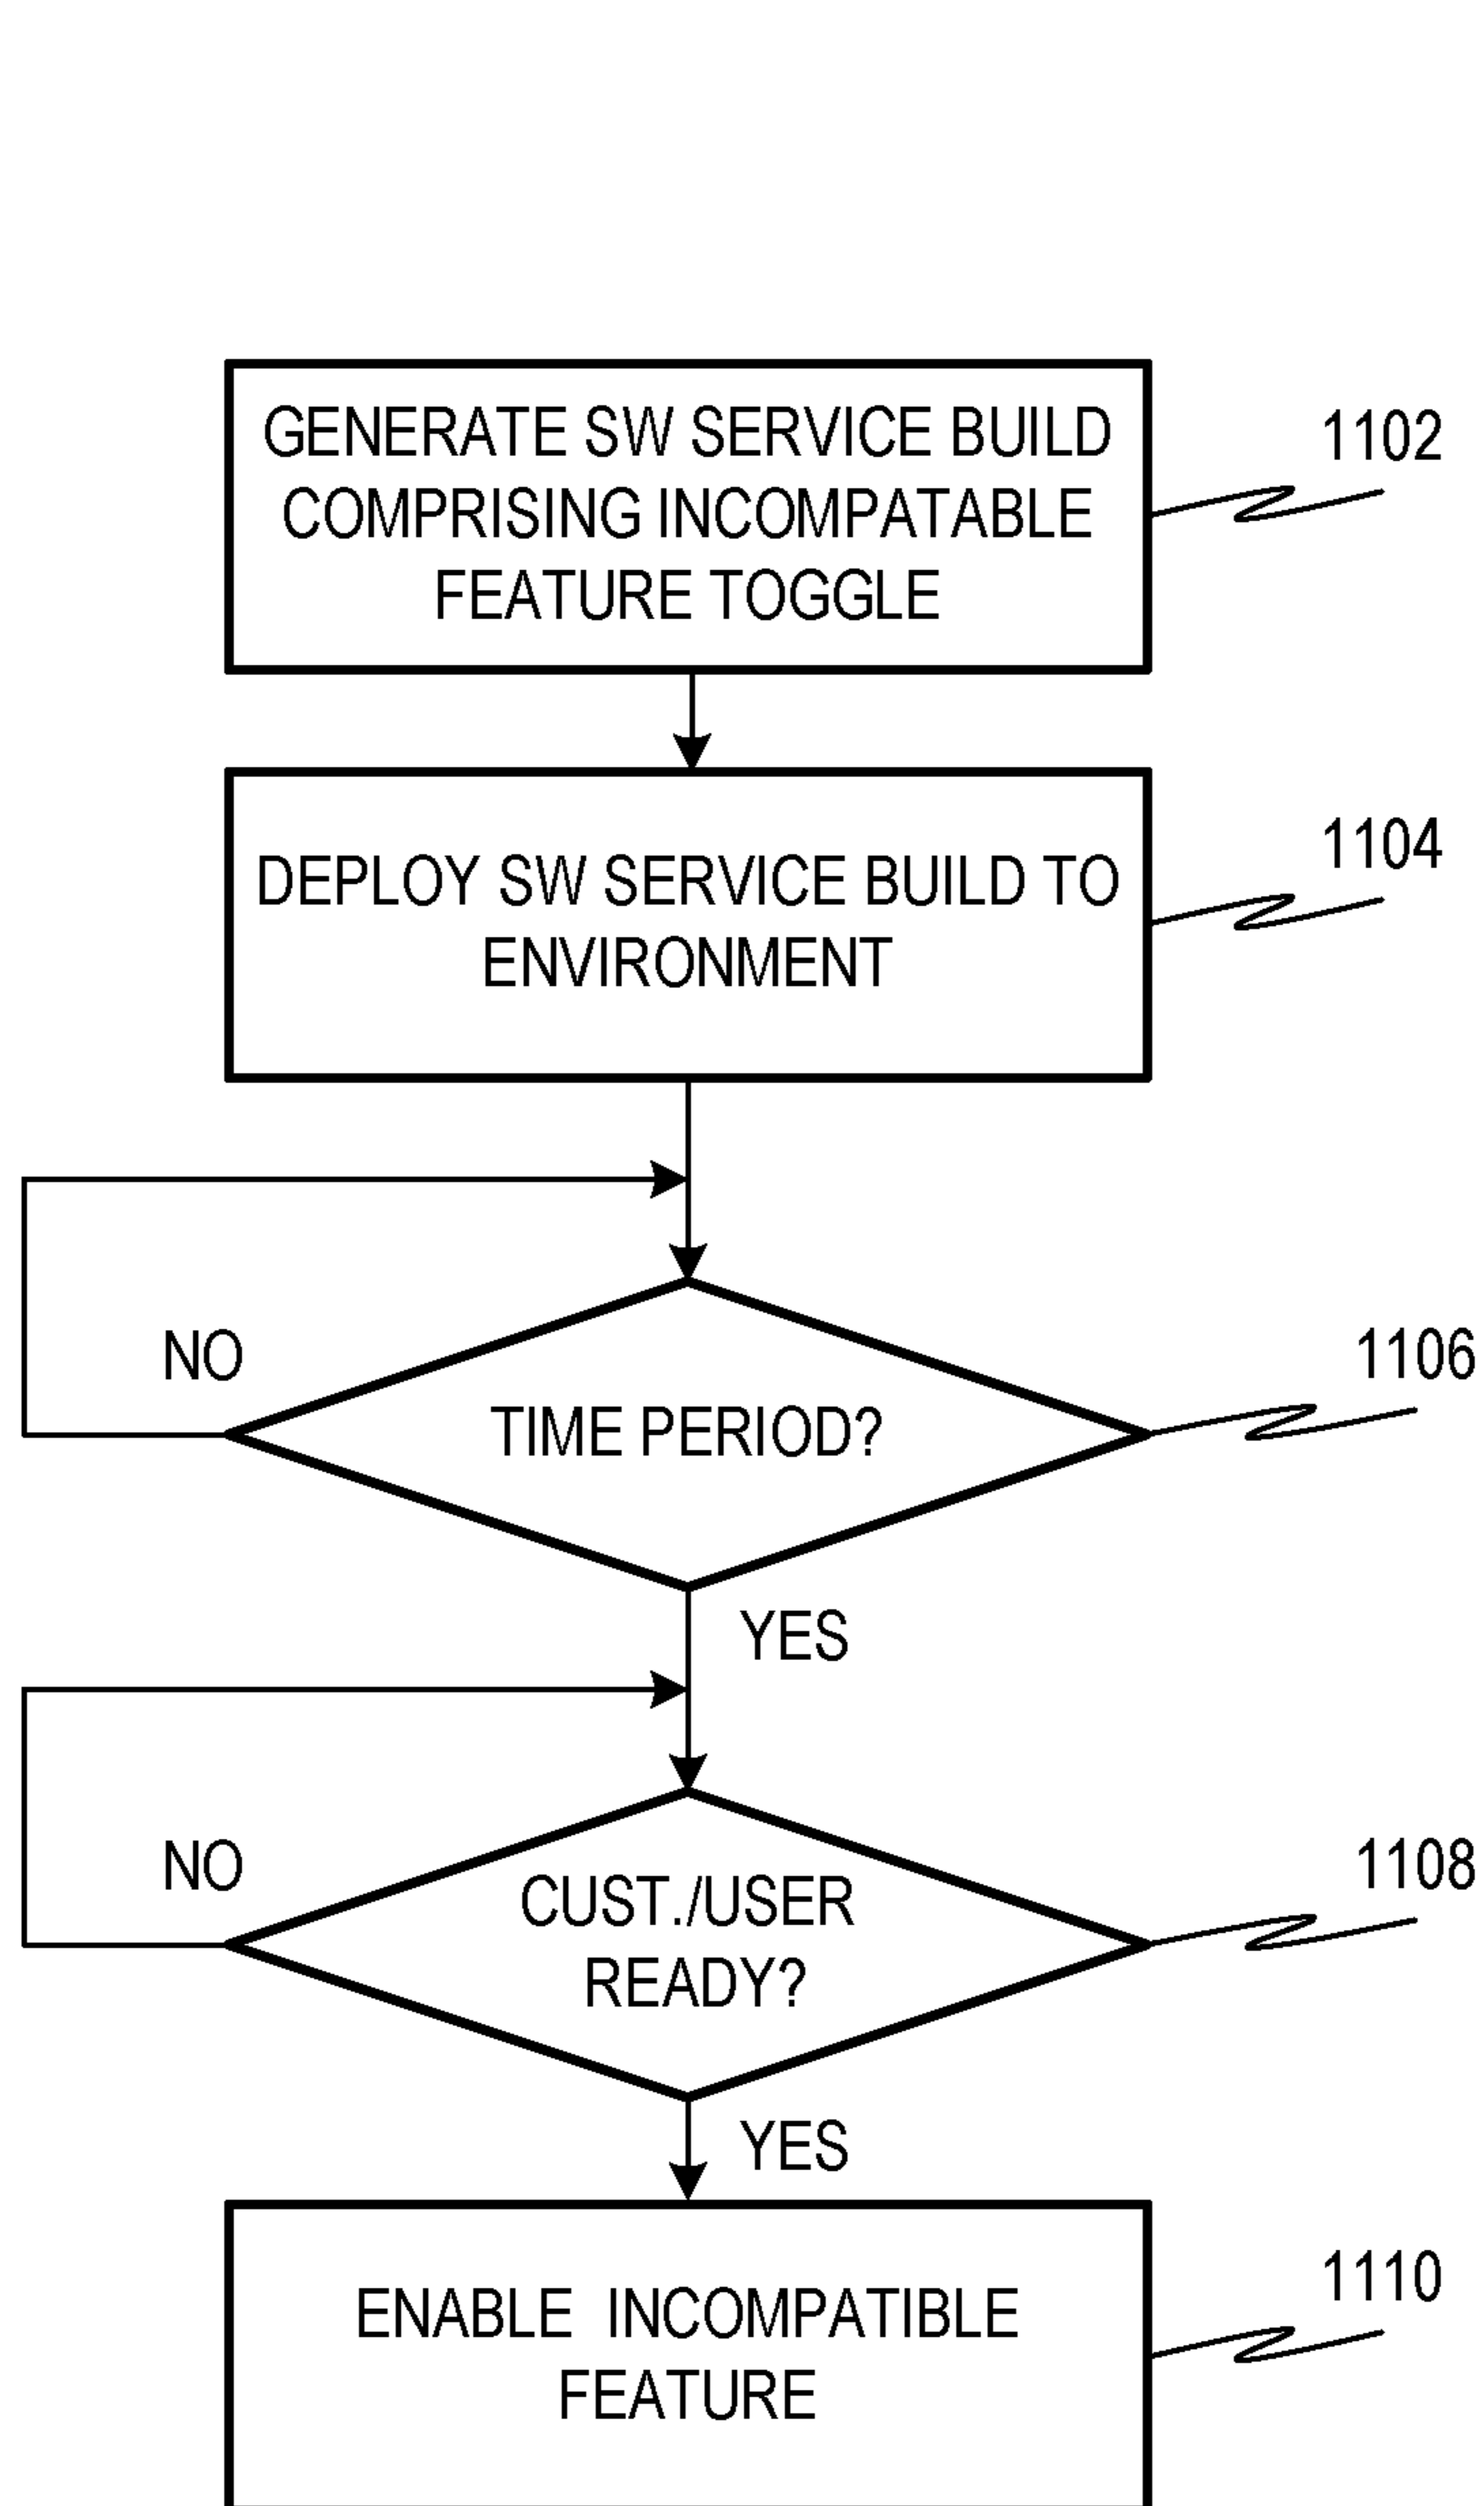 GENERATE SW SERVICE BUILD
COMPRISING INCOMPATABLE
FEATURE TOGGLE
1102
DEPLOY SW SERVICE BUILD TO
ENVIRONMENT
1104
NO
TIME PERIOD?
1106
YES
NO
CUST./USER
READY?
1108
YES
ENABLE INCOMPATIBLE
FEATURE
1110